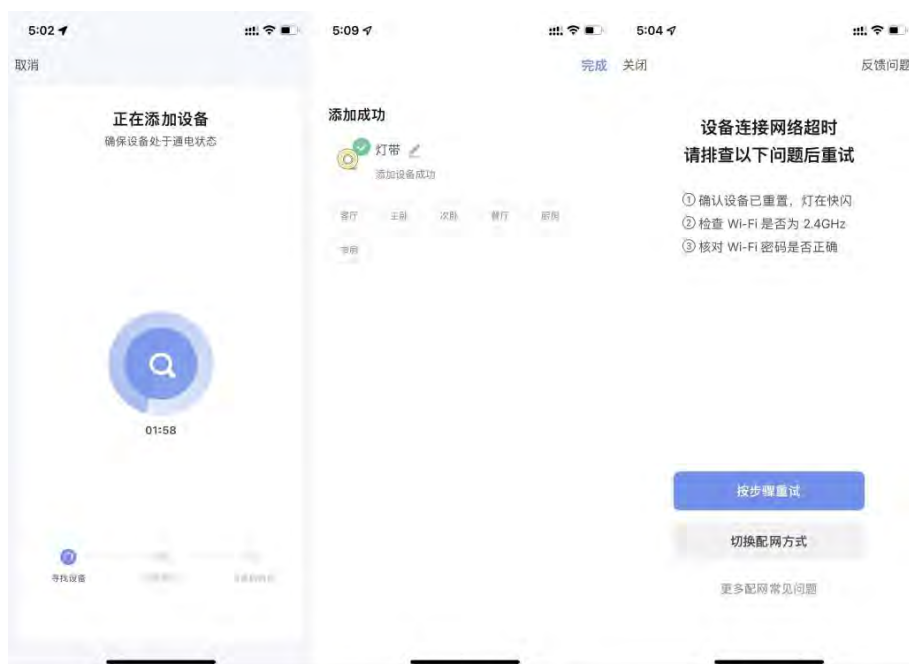 5:02
取消
正在添加设备
确保设备处于通电状态
01:58
寻找设备
5:09
完成
添加成功
灯带
添加设备成功
客厅 主卧 次卧 餐厅 厨房
书房
5:04
关闭 反馈问题
设备连接网络超时
请排查以下问题后重试
①确认设备已重置，灯在快闪
②检查 Wi-Fi 是否为 2.4GHz
③核对 Wi-Fi 密码是否正确
按步骤重试
切换配网方式
更多配网常见问题